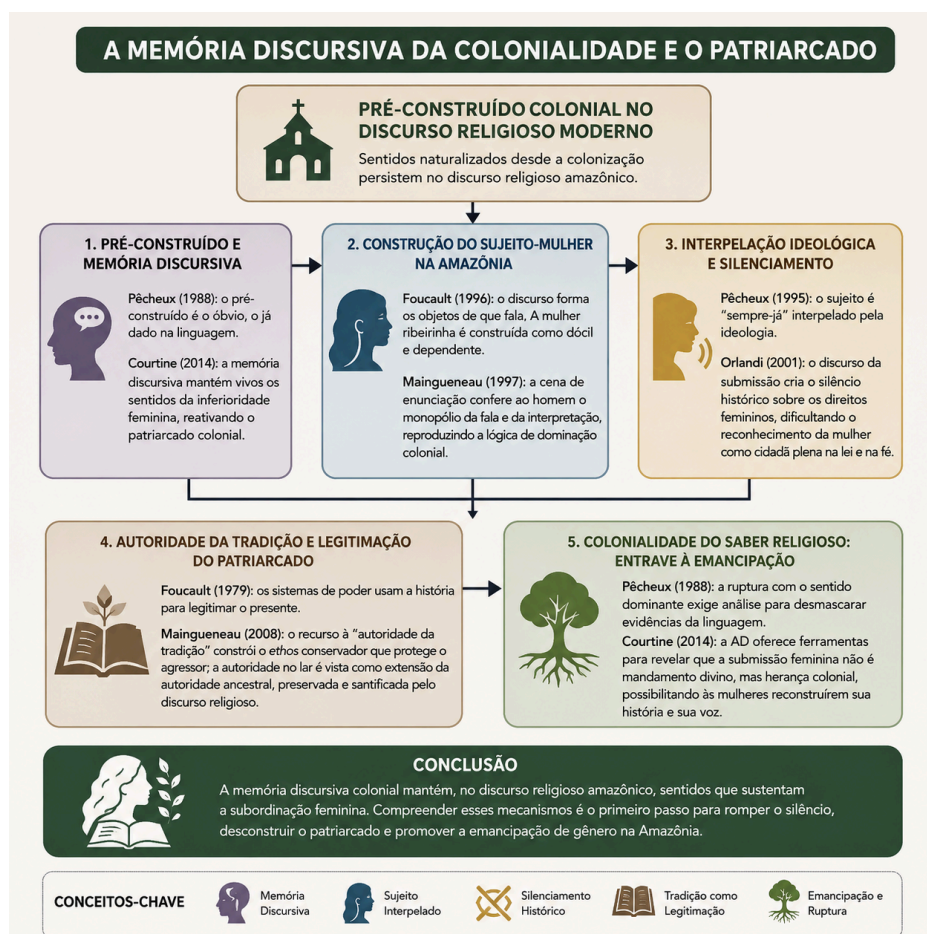 A MEMÓRIA DISCURSIVA DA COLONIALIDADE E O PATRIARCADO
PRÉ-CONSTRUÍDO COLONIAL NO
DISCURSO RELIGIOSO MODERNO
Sentidos naturalizados desde a colonização
persistem no discurso religioso amazônico.
1. PRÉ-CONSTRUÍDO E
MEMÓRIA DISCURSIVA
Pêcheux (1988): o pré-
construído é o óbvio, o já
dado na linguagem.
Courtine (2014): a memória
discursiva mantém vivos os
sentidos da inferioridade
feminina, reativando o
patriarcado colonial.
2. CONSTRUÇÃO DO SUJEITO-MULHER
NA AMAZÔNIA
Foucault (1996): o discurso forma
os objetos de que fala, A mulher
ribeirinha é construída como dócil
e dependente.
Maingueneau (1997): a cena de
enunciação confere ao homem o
monopólio da fala e da interpretação,
reproduzindo a lógica de dominação
colonial.
3. INTERPELAÇÃO IDEOLÓGICA
E SILENCIAMENTO
Pêcheux (1995): o sujeito é
“sempre-já” interpelado pela
ideologia.
Orlandi (2001): o discurso da
submissão cria o silêncio
histórico sobre os direitos
femininos, dificultando o
reconhecimento da mulher
como cidadã plena na lei e na fé.
4. AUTORIDADE DA TRADIÇÃO E LEGITIMAÇÃO
DO PATRIARCADO
Foucault (1979): os sistemas de poder usam a história
para legitimar o presente.
Maingueneau (2008): o recurso à “autoridade da
tradição” constrói o ethos conservador que protege o
agressor; a autoridade no lar é vista como extensão da
autoridade ancestral, preservada e santificada pelo
discurso religioso.
5. COLONIALIDADE DO SABER RELIGIOSO:
ENTRAVE À EMANCIPAÇÃO
Pêcheux (1988): a ruptura com o sentido
dominante exige análise para desmascarar
evidências da linguagem.
Courtine (2014): a AD oferece ferramentas
para revelar que a submissão feminina não é
mandamento divino, mas herança colonial,
possibilitando às mulheres reconstruírem sua
história e sua voz.
CONCLUSÃO
A memória discursiva colonial mantém, no discurso religioso amazônico, sentidos que sustentam
a subordinação feminina. Compreender esses mecanismos é o primeiro passo para romper o silêncio,
desconstruir o patriarcado e promover a emancipação de gênero na Amazônia.
CONCEITOS-CHAVE
Memória
Discursiva
Sujeito
Interpelado
Silenciamento
Histórico
Tradição como
Legitimação
Emancipação e
Ruptura